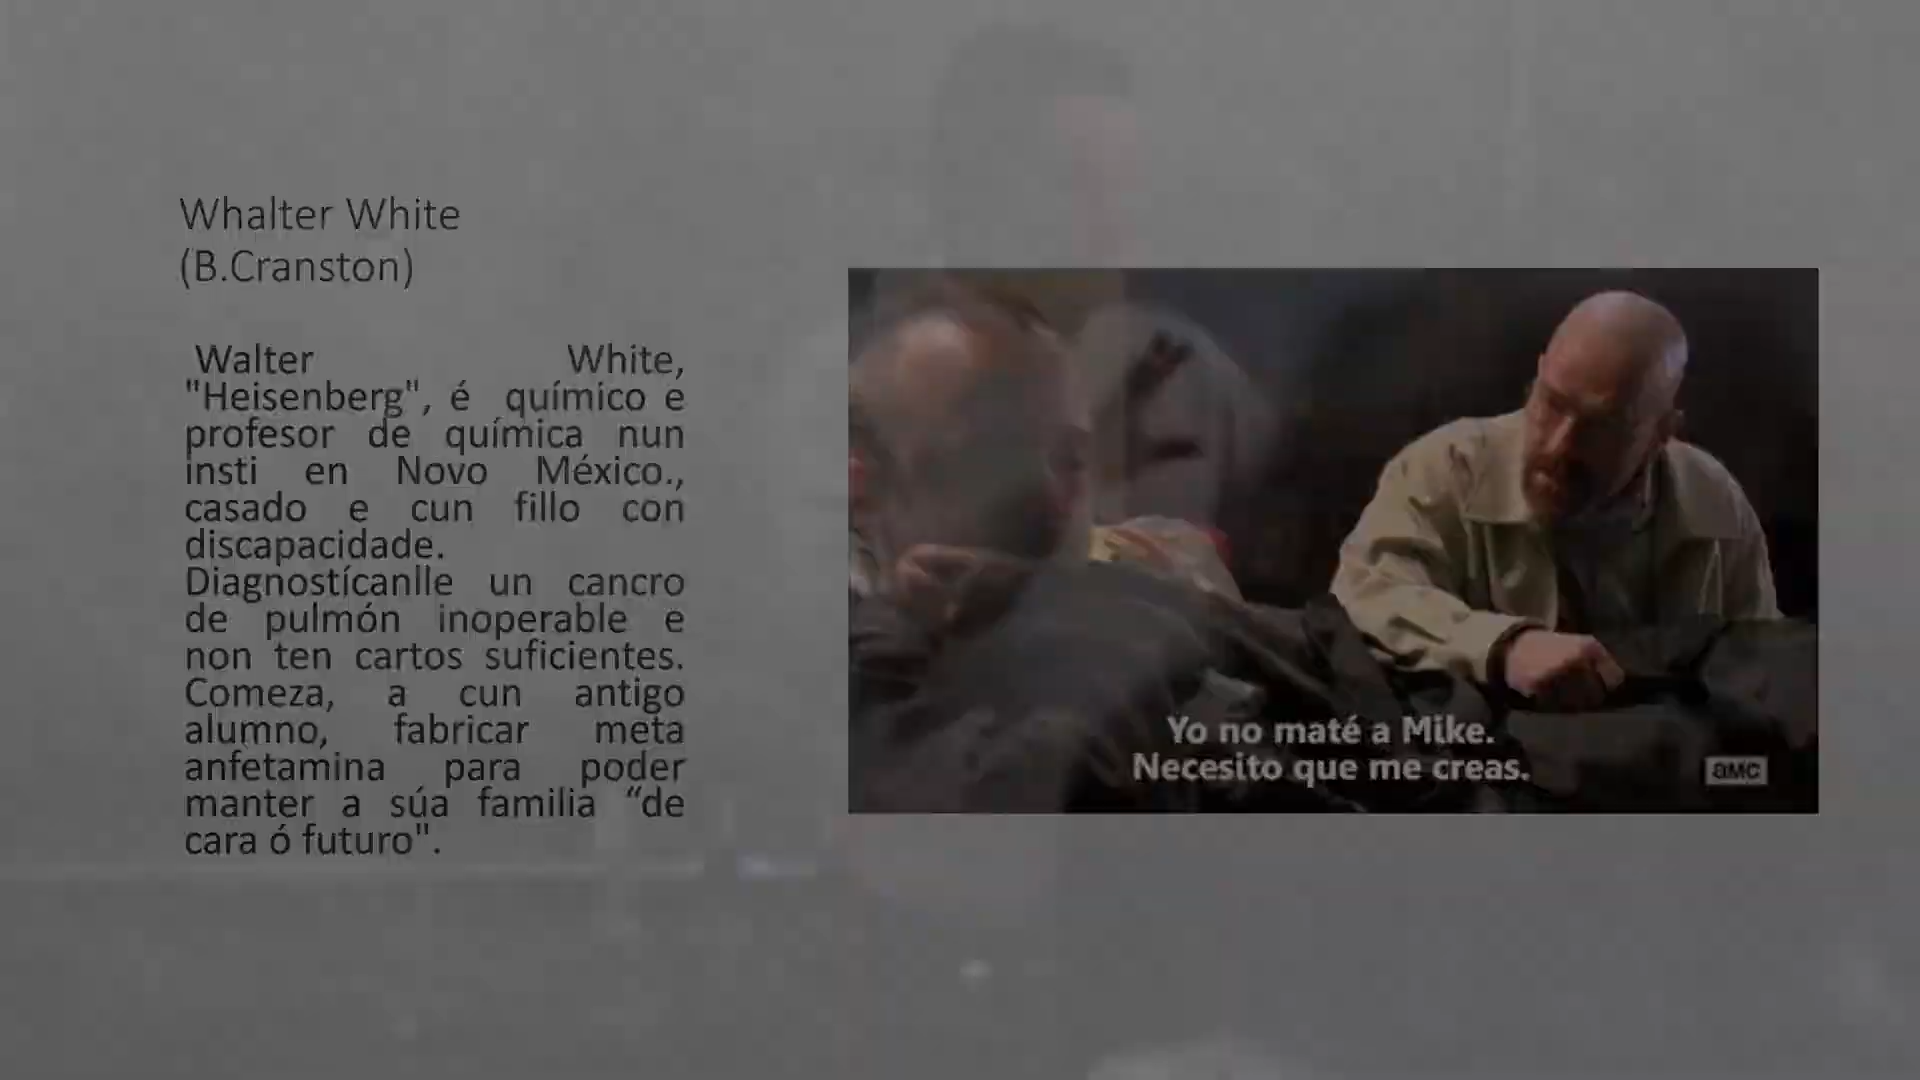 Whalter White
(B.Cranston)
Walter White,
"Heisenberg", é químico e
profesor de química nun
insti en Novo México.,
casado e cun fillo con
discapacidade.
Diagnostícanlle un cancro
de pulmón inoperable e
non ten cartos suficientes.
Comeza, a cun antigo
alumno, fabricar meta
anfetamina para poder
manter a súa familia “de
cara ó futuro".
Yo no maté a Mike.
Necesito que me creas.
amc